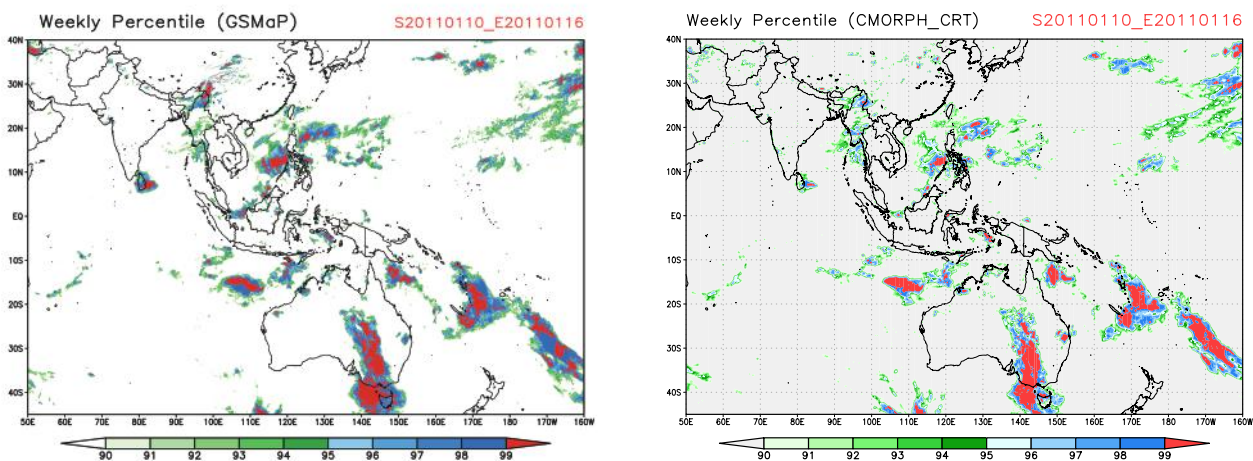 Weekly Percentile (GSMaP) S20110110_E20110116
40N
30N
20N
10N
EQ
10S
20S
30S
40S
50E 60E 70E 80E 90E 100E 110E 120E 130E 140E 150E 160E 170E 180 170W 160W
90 91 92 93 94 95 96 97 98 99
Weekly Percentile (CMORPH_CRT) S20110110_E20110116
40N
30N
20N
10N
EQ
10S
20S
30S
40S
50E 60E 70E 80E 90E 100E 110E 120E 130E 140E 150E 160E 170E 180 170W 160W
90 91 92 93 94 95 96 97 98 99